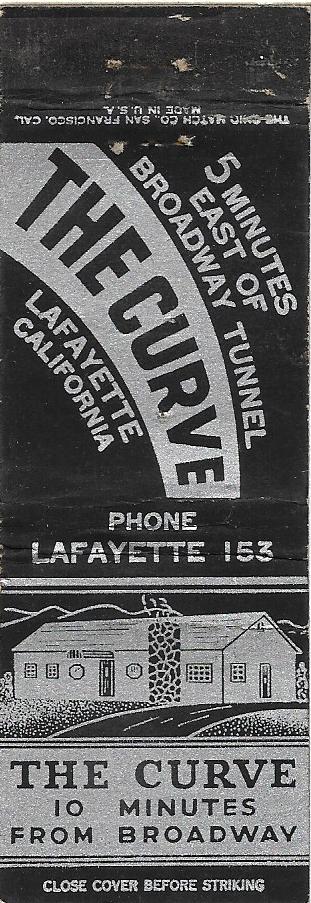 THE OHIO MATCH CO., SAN FRANCISCO, CAL.
MADE IN U.S.A.
5 MINUTES
EAST OF
BROADWAY TUNNEL
THE CURVE
LAFAYETTE
CALIFORNIA
PHONE
LAFAYETTE 153
THE CURVE
10 MINUTES
FROM BROADWAY
CLOSE COVER BEFORE STRIKING